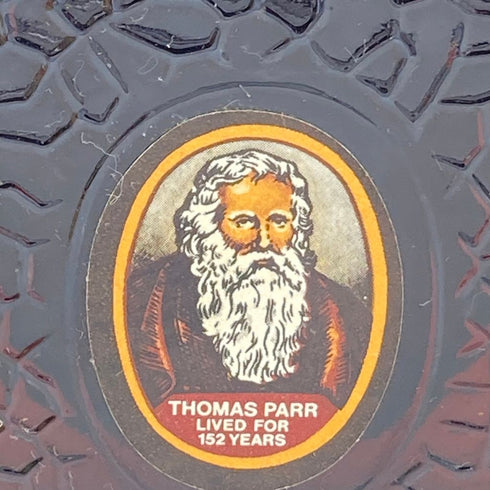 THOMAS PARR
LIVED FOR
152 YEARS